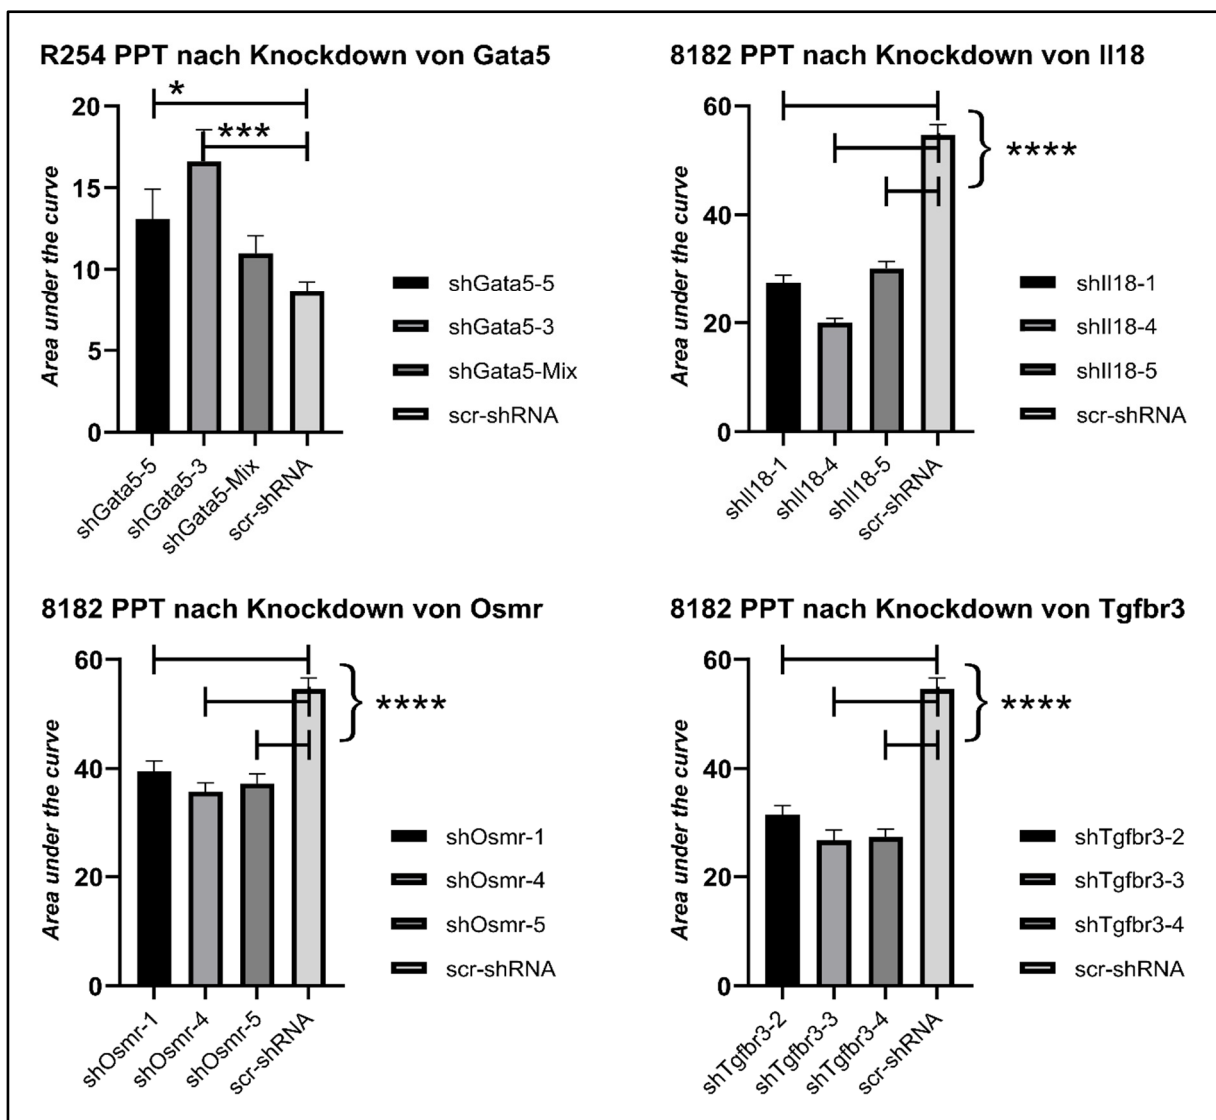 R254 PPT nach Knockdown von Gata5
Area under the curve
20
15
10
5
0
*
***
shGata5-5
shGata5-3
shGata5-Mix
scr-shRNA
shGata5-5
shGata5-3
shGata5-Mix
scr-shRNA
8182 PPT nach Knockdown von Il18
Area under the curve
60
40
20
0
****
shIl18-1
shIl18-4
shIl18-5
scr-shRNA
shIl18-1
shIl18-4
shIl18-5
scr-shRNA
8182 PPT nach Knockdown von Osmr
Area under the curve
60
40
20
0
****
shOsmr-1
shOsmr-4
shOsmr-5
scr-shRNA
shOsmr-1
shOsmr-4
shOsmr-5
scr-shRNA
8182 PPT nach Knockdown von Tgfbr3
Area under the curve
60
40
20
0
****
shTgfbr3-2
shTgfbr3-3
shTgfbr3-4
scr-shRNA
shTgfbr3-2
shTgfbr3-3
shTgfbr3-4
scr-shRNA